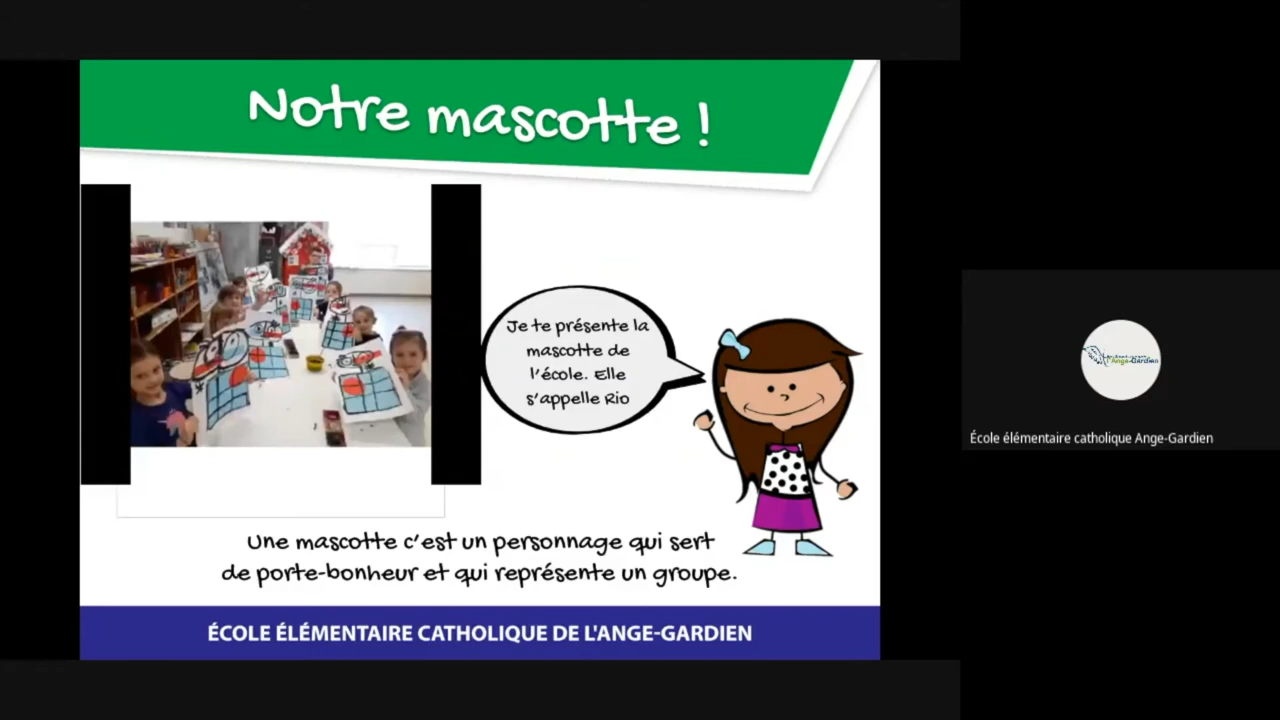 Notre mascotte !
Je te présente la
mascotte de
l'école. Elle
s'appelle Rio
Une mascotte c'est un personnage qui sert
de porte-bonheur et qui représente un groupe.
ÉCOLE ÉLÉMENTAIRE CATHOLIQUE DE L'ANGE-GARDIEN
l'Ange-Gardien
École élémentaire catholique Ange-Gardien